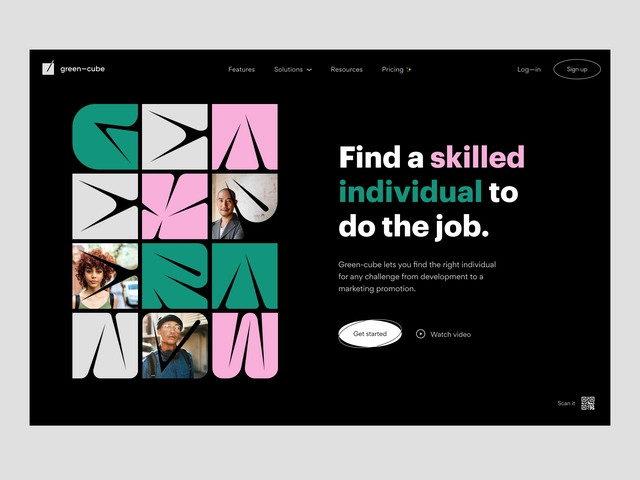 green—cube
Features
Solutions
Resources
Pricing
Log—in
Sign up
Find a skilled
individual to
do the job.
Green-cube lets you find the right individual
for any challenge from development to a
marketing promotion.
Get started
Watch video
Scan it